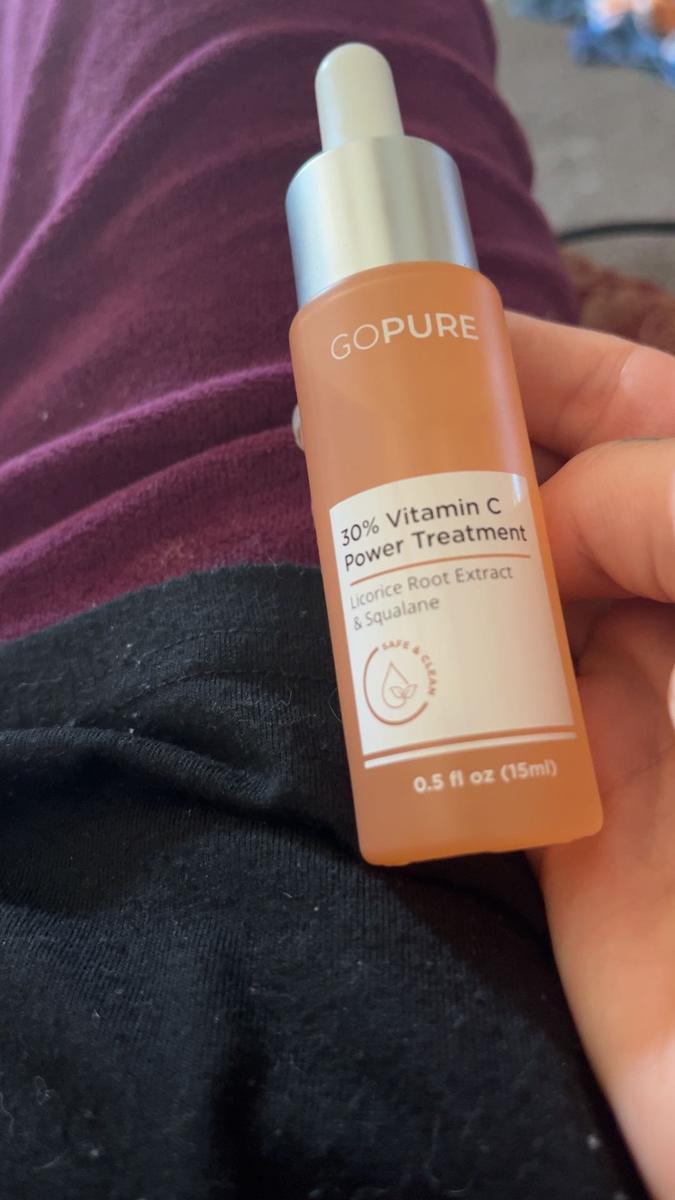 GOPURE
30% Vitamin C
Power Treatment
Licorice Root Extract
& Squalane
SAFE & CLEAN
0.5 fl oz (15ml)